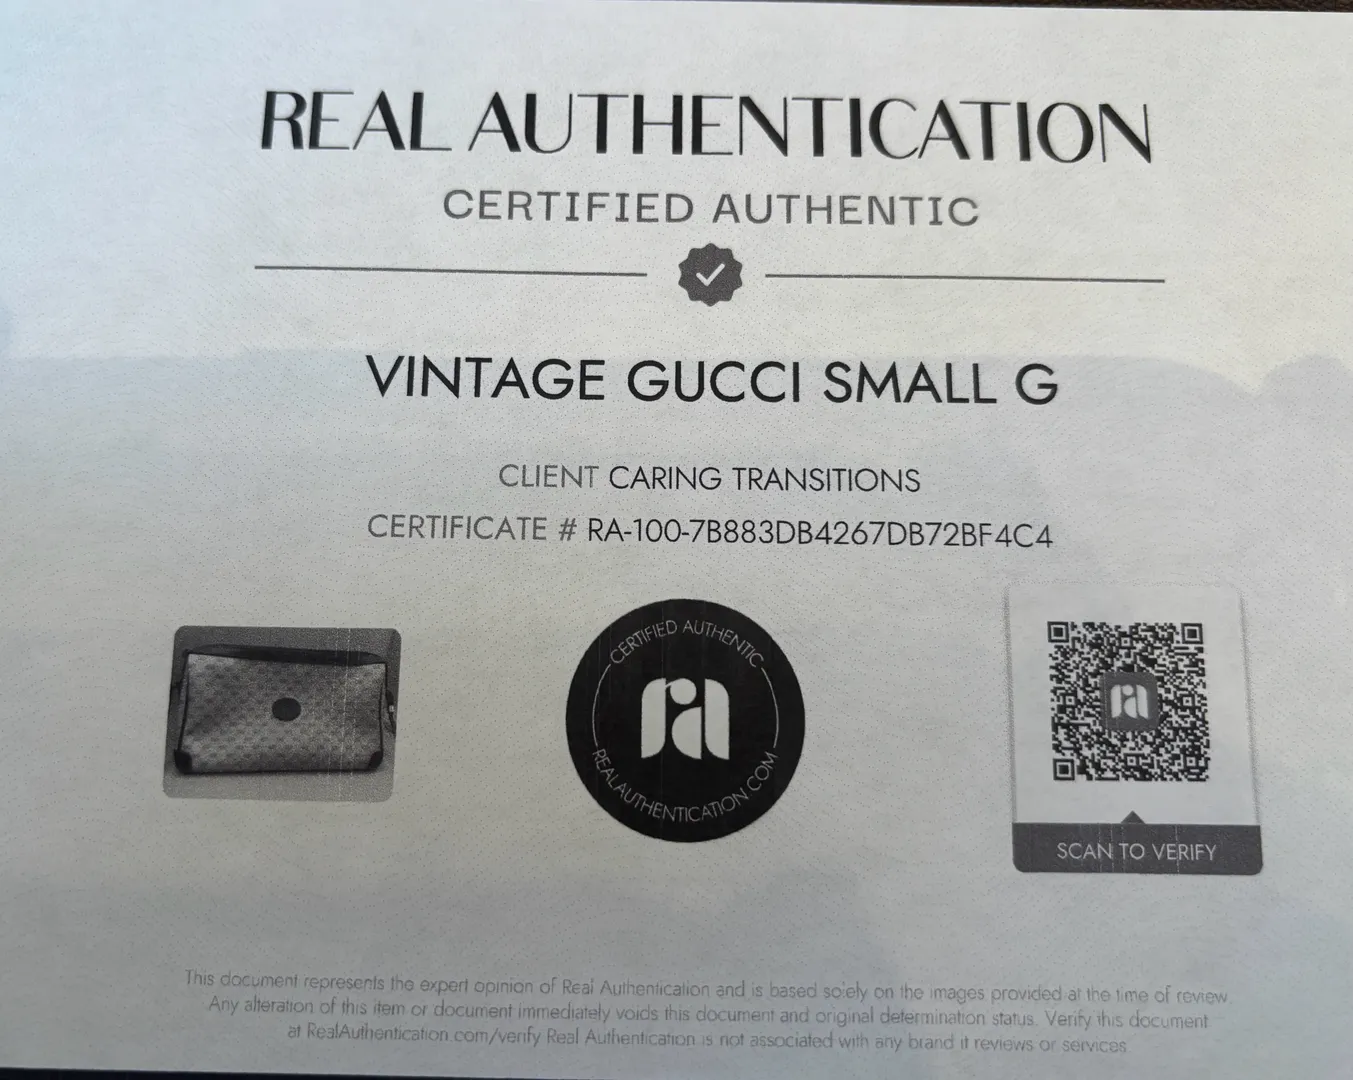 REAL AUTHENTICATION
CERTIFIED AUTHENTIC
VINTAGE GUCCI SMALL G
CLIENT CARING TRANSITIONS
CERTIFICATE # RA-100-7B883DB4267DB72BF4C4
CERTIFIED AUTHENTIC
ra
REALAUTHENTICATION.COM
ra
SCAN TO VERIFY
This document represents the expert opinion of Real Authentication and is based solely on the images provided at the time of review.
Any alteration of this item or document immediately voids this document and original determination status. Verify this document
at RealAuthentication.com/verify Real Authentication is not associated with any brand it reviews or services.